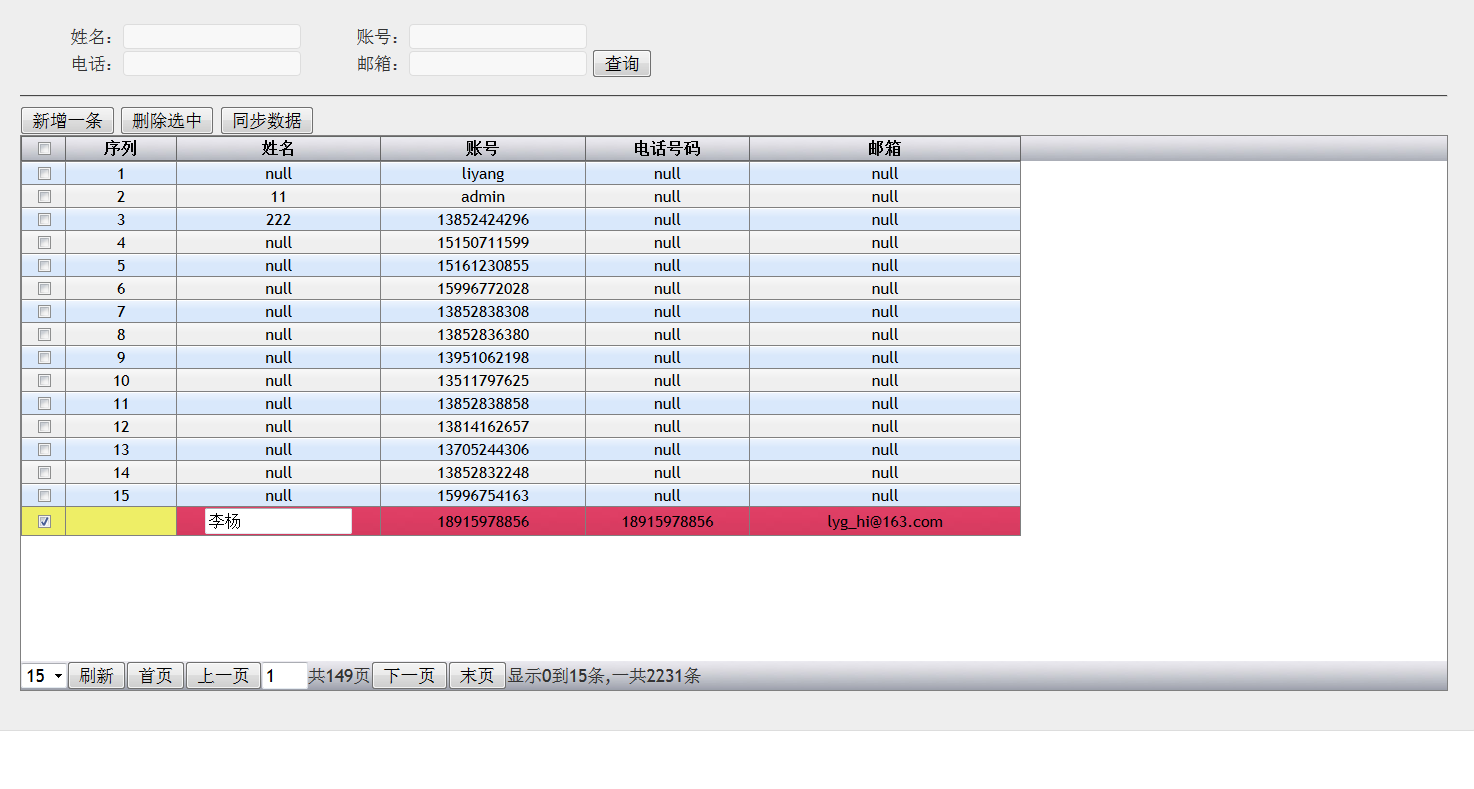 姓名： 账号：
电话： 邮箱： 查询
新增一条 删除选中 同步数据
序列 姓名 账号 电话号码 邮箱
1 null liyang null null
2 11 admin null null
3 222 13852424296 null null
4 null 15150711599 null null
5 null 15161230855 null null
6 null 15996772028 null null
7 null 13852838308 null null
8 null 13852836380 null null
9 null 13951062198 null null
10 null 13511797625 null null
11 null 13852838858 null null
12 null 13814162657 null null
13 null 13705244306 null null
14 null 13852832248 null null
15 null 15996754163 null null
李杨 18915978856 18915978856 lyg_hi@163.com
15 刷新 首页 上一页 1 共149页 下一页 末页 显示0到15条,一共2231条